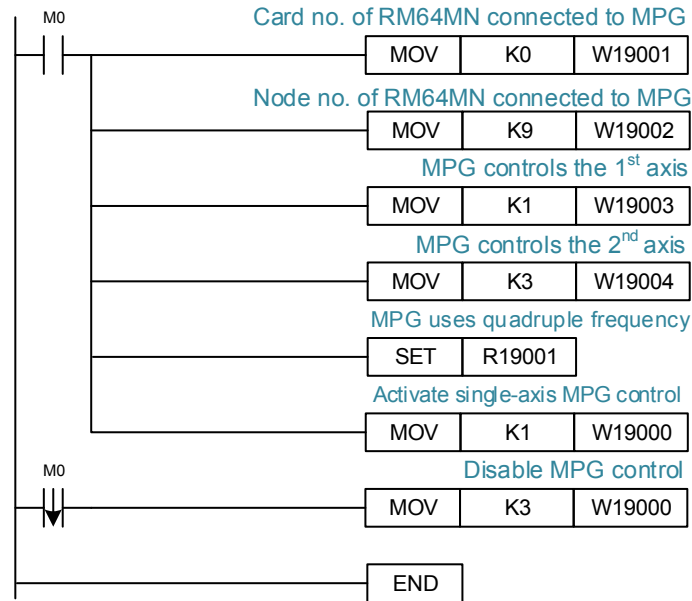 Card no. of RM64MN connected to MPG
M0
MOV K0 W19001
Node no. of RM64MN connected to MPG
MOV K9 W19002
MPG controls the 1st axis
MOV K1 W19003
MPG controls the 2nd axis
MOV K3 W19004
MPG uses quadruple frequency
SET R19001
Activate single-axis MPG control
MOV K1 W19000
M0
Disable MPG control
MOV K3 W19000
END